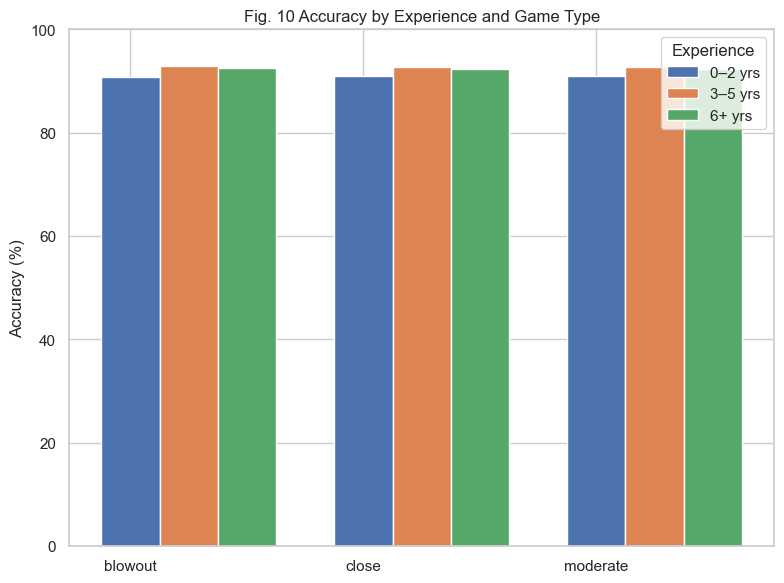 Fig. 10 Accuracy by Experience and Game Type
Accuracy (%)
100
80
60
40
20
0
Experience
0–2 yrs
3–5 yrs
6+ yrs
blowout
close
moderate